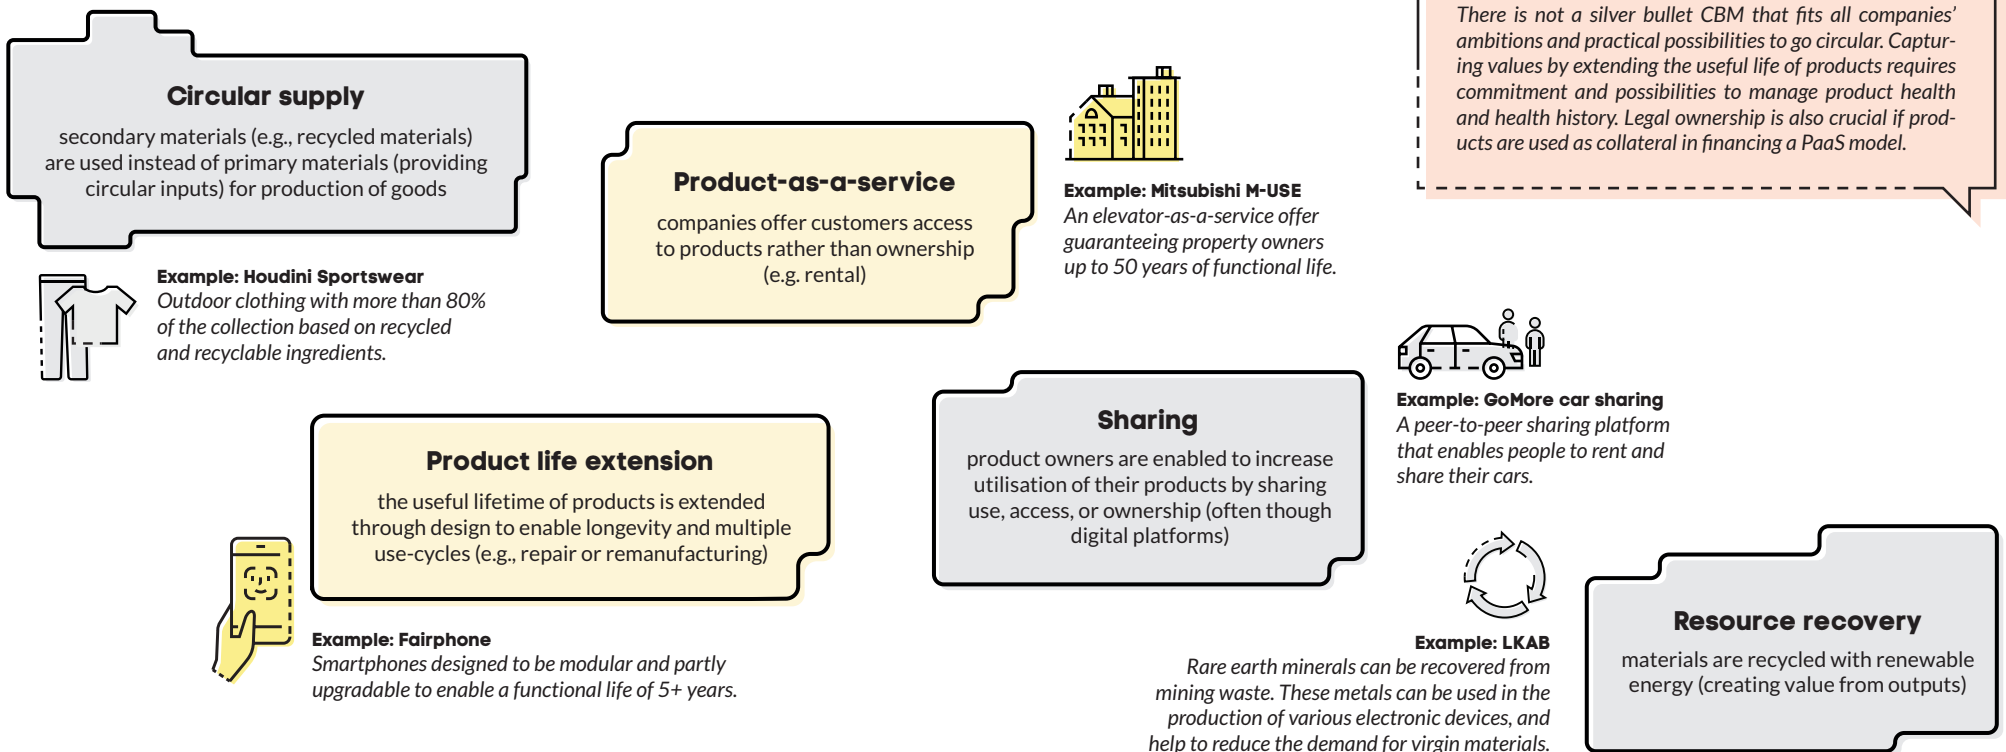 Circular supply
secondary materials (e.g., recycled materials)
are used instead of primary materials (providing
circular inputs) for production of goods
Example: Houdini Sportswear
Outdoor clothing with more than 80%
of the collection based on recycled
and recyclable ingredients.
Product-as-a-service
companies offer customers access
to products rather than ownership
(e.g. rental)
Example: Mitsubishi M-USE
An elevator-as-a-service offer
guaranteeing property owners
up to 50 years of functional life.
There is not a silver bullet CBM that fits all companies’
ambitions and practical possibilities to go circular. Captur-
ing values by extending the useful life of products requires
commitment and possibilities to manage product health
and health history. Legal ownership is also crucial if prod-
ucts are used as collateral in financing a PaaS model.
Product life extension
the useful lifetime of products is extended
through design to enable longevity and multiple
use-cycles (e.g., repair or remanufacturing)
Example: Fairphone
Smartphones designed to be modular and partly
upgradable to enable a functional life of 5+ years.
Sharing
product owners are enabled to increase
utilisation of their products by sharing
use, access, or ownership (often though
digital platforms)
Example: GoMore car sharing
A peer-to-peer sharing platform
that enables people to rent and
share their cars.
Example: LKAB
Rare earth minerals can be recovered from
mining waste. These metals can be used in the
production of various electronic devices, and
help to reduce the demand for virgin materials.
Resource recovery
materials are recycled with renewable
energy (creating value from outputs)